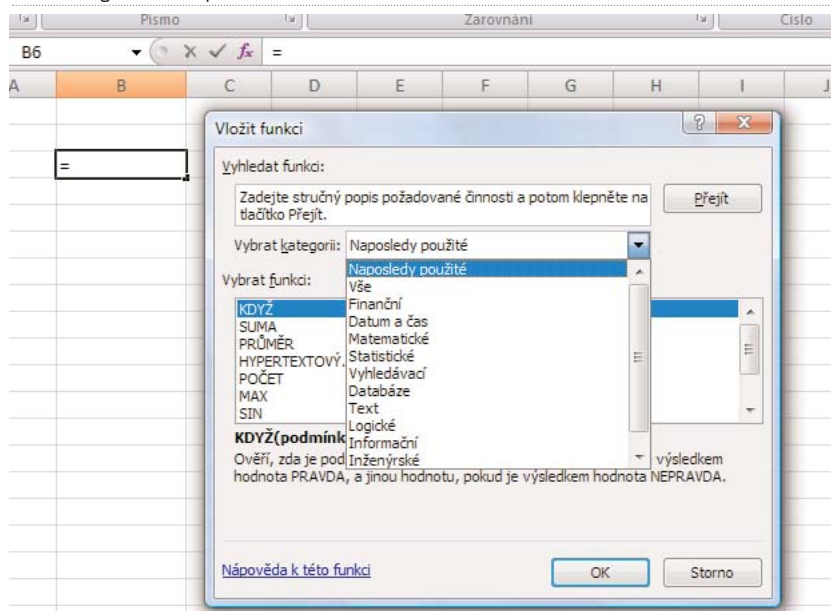 Písmo Zarovnání Číslo
B6 fx =
A B C D E F G H I J
Vložit funkci
=
Vyhledat funkci:
Zadejte stručný popis požadované činnosti a potom klepněte na
tlačítko Přejít.
Přejít
Vybrat kategorii: Naposledy použité
Naposledy použité
Vše
Finanční
Datum a čas
Matematické
Statistické
Vyhledávací
Databáze
Text
Logické
Informační
Inženýrské
Vybrat funkci:
KDYŽ
SUMA
PRŮMĚR
HYPERTEXTOVÝ.
POČET
MAX
SIN
KDYŽ(podmínk
Ověří, zda je pod výsledkem
hodnota PRAVDA, a jinou hodnotu, pokud je výsledkem hodnota NEPRAVDA.
Nápověda k této funkci
OK Storno